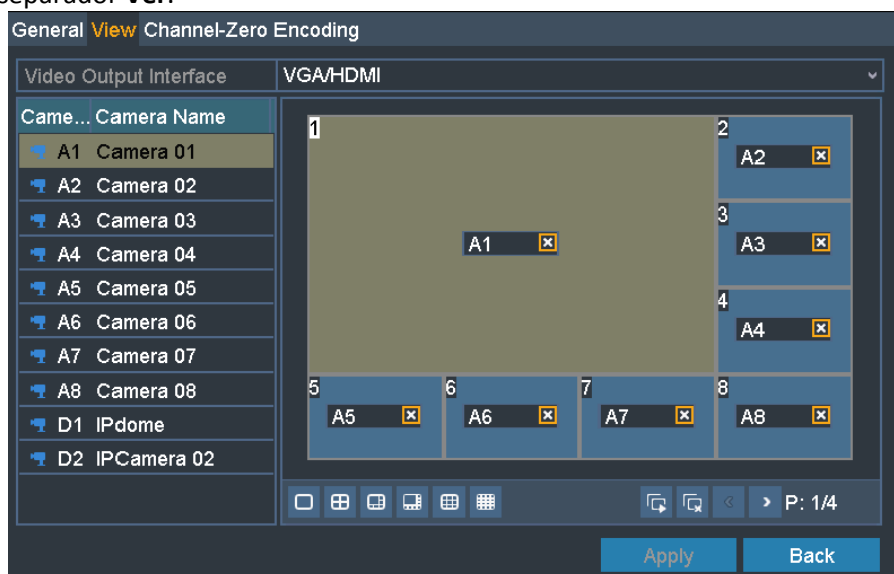 separador Ver.
General View Channel-Zero Encoding
Video Output Interface VGA/HDMI
Came... Camera Name
A1 Camera 01
A2 Camera 02
A3 Camera 03
A4 Camera 04
A5 Camera 05
A6 Camera 06
A7 Camera 07
A8 Camera 08
D1 IPdome
D2 IPCamera 02
1
A1
2
A2
3
A3
4
A4
5
A5
6
A6
7
A7
8
A8
P: 1/4
Apply Back